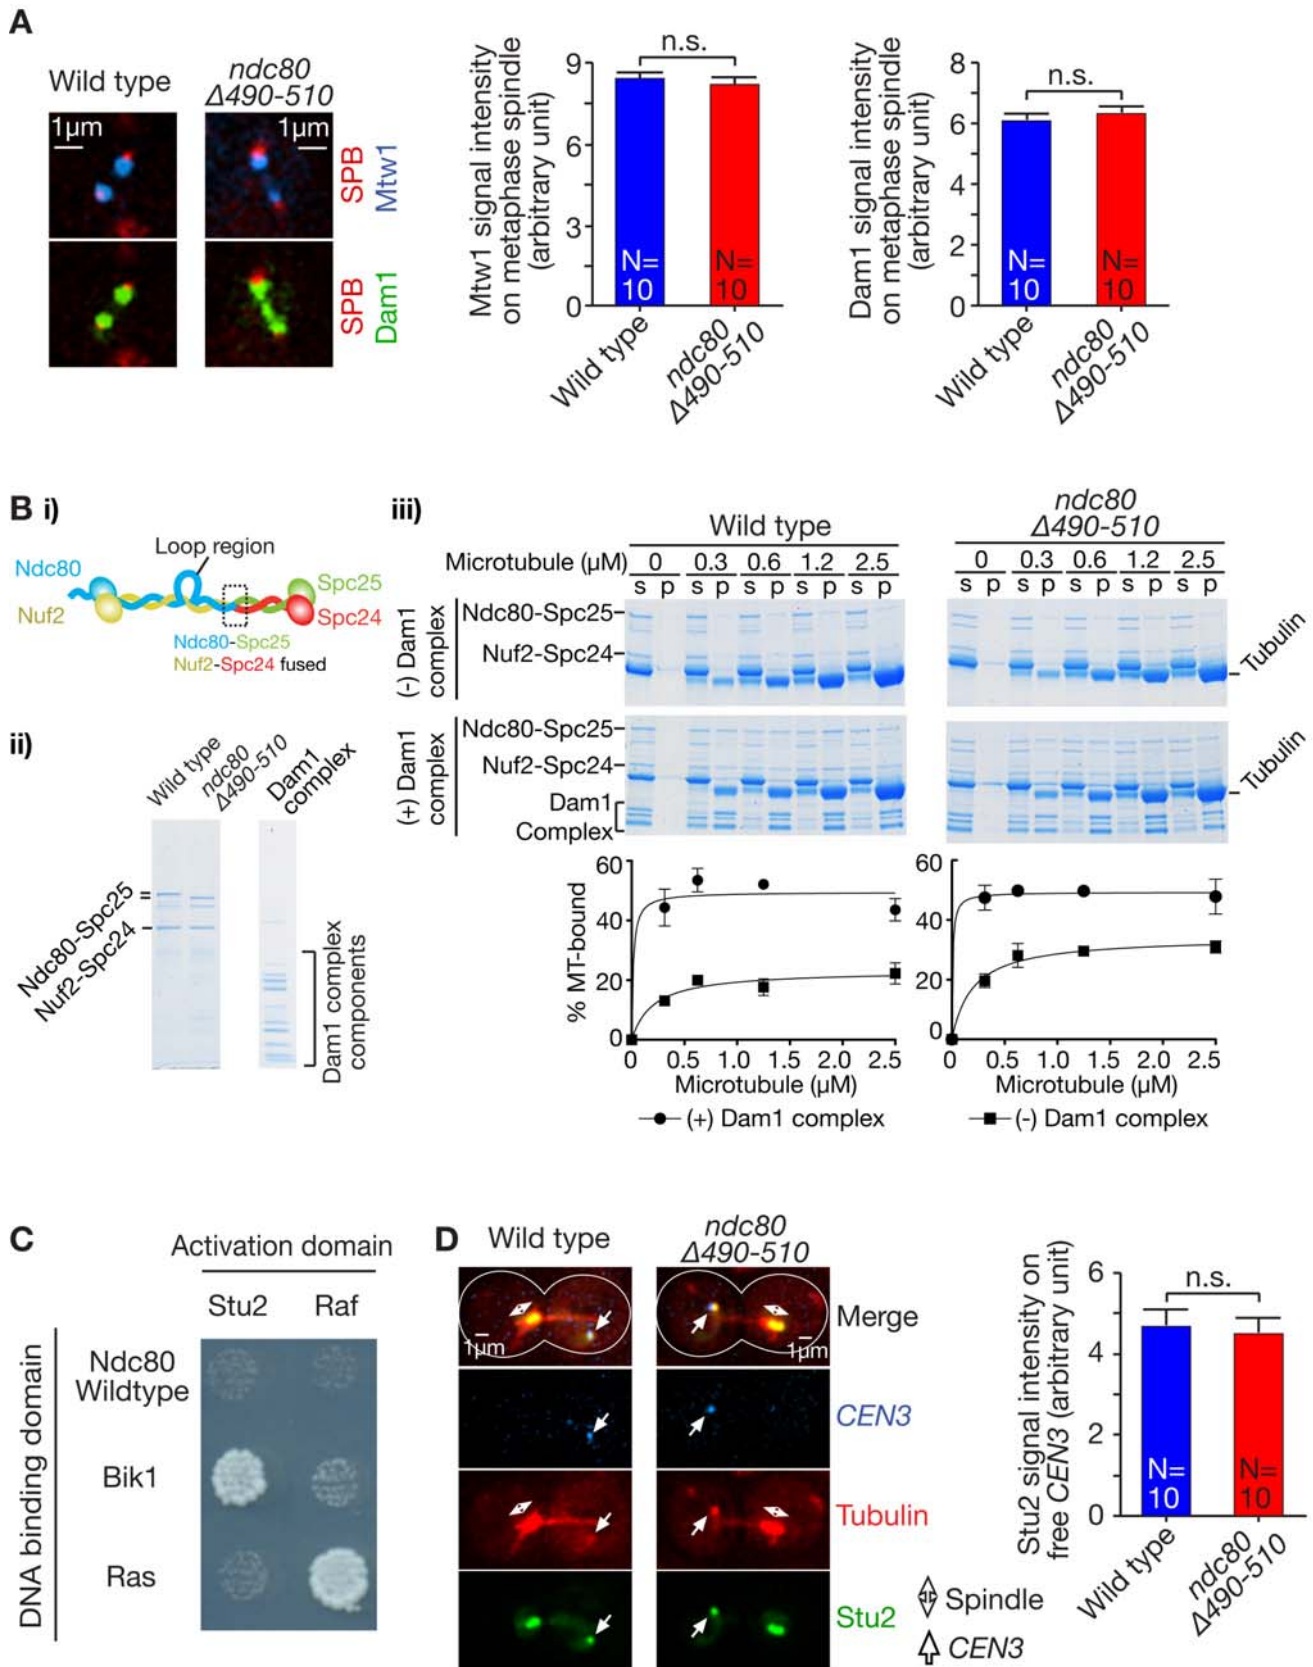 A
Wild type
ndc80
Δ490-510
1µm
1µm
SPB
Mtw1
SPB
Dam1
Mtw1 signal intensity
on metaphase spindle
(arbitrary unit)
9
6
3
0
n.s.
N=
10
N=
10
Wild type
ndc80
Δ490-510
Dam1 signal intensity
on metaphase spindle
(arbitrary unit)
8
6
4
2
0
n.s.
N=
10
N=
10
Wild type
ndc80
Δ490-510
B i)
Loop region
Ndc80
Nuf2
Spc25
Spc24
Ndc80-Spc25
Nuf2-Spc24 fused
ii)
Wild type
ndc80
Δ490-510
Dam1
complex
Ndc80-Spc25
Nuf2-Spc24
Dam1 complex
components
iii)
Wild type
ndc80
Δ490-510
Microtubule (µM) 0 0.3 0.6 1.2 2.5
0 0.3 0.6 1.2 2.5
s p s p s p s p s p
s p s p s p s p s p
(-) Dam1
complex
Ndc80-Spc25
Nuf2-Spc24
Tubulin
(+) Dam1
complex
Ndc80-Spc25
Nuf2-Spc24
Dam1
Complex
Tubulin
% MT-bound
60
40
20
0
0 0.5 1.0 1.5 2.0 2.5
Microtubule (µM)
60
40
20
0
0 0.5 1.0 1.5 2.0 2.5
Microtubule (µM)
(+) Dam1 complex
(-) Dam1 complex
C
Activation domain
Stu2 Raf
DNA binding domain
Ndc80
Wildtype
Bik1
Ras
D
Wild type
ndc80
Δ490-510
1µm
1µm
Merge
CEN3
Tubulin
Stu2
Spindle
CEN3
Stu2 signal intensity on
free CEN3 (arbitrary unit)
6
4
2
0
n.s.
N=
10
N=
10
Wild type
ndc80
Δ490-510